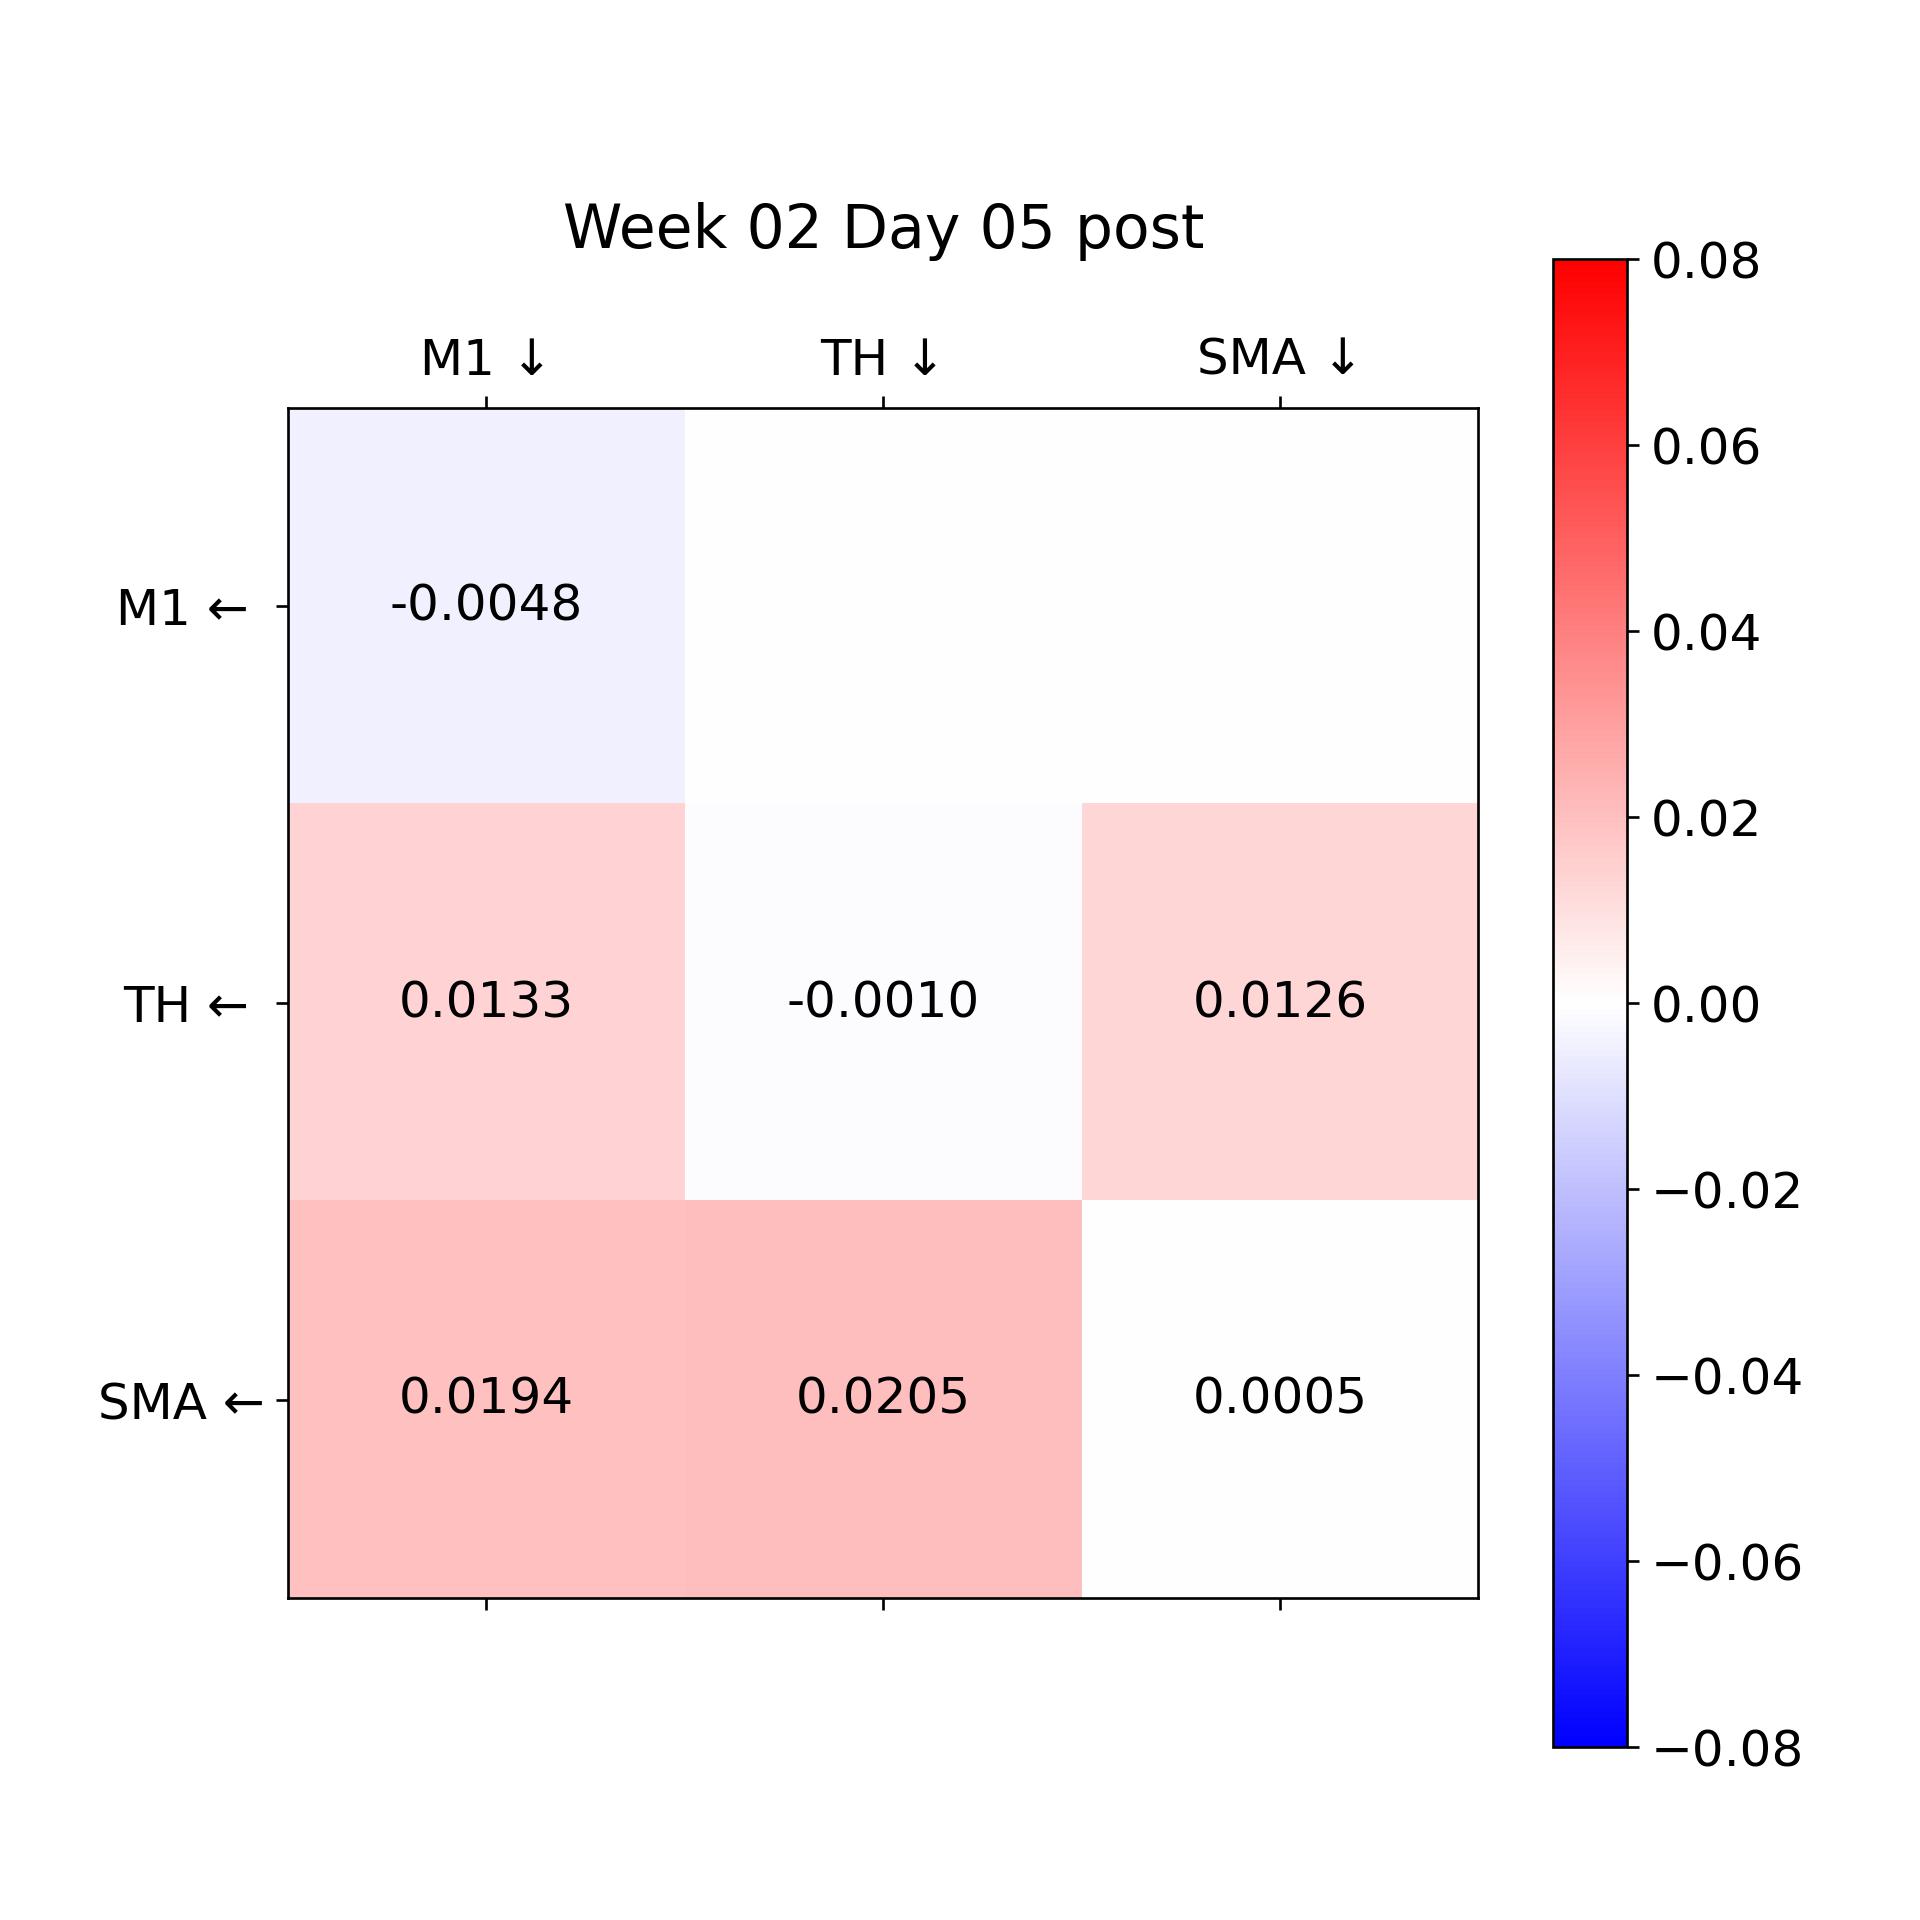 Week 02 Day 05 post
M1 ↓ TH ↓ SMA ↓
M1 ← -0.0048
TH ← 0.0133 -0.0010 0.0126
SMA ← 0.0194 0.0205 0.0005
0.08
0.06
0.04
0.02
0.00
−0.02
−0.04
−0.06
−0.08